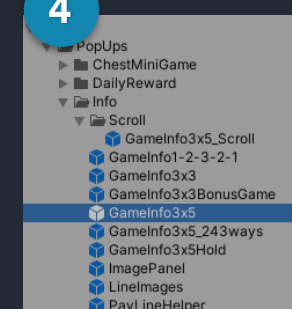 4
PopUps
ChestMiniGame
DailyReward
Info
Scroll
GameInfo3x5_Scroll
GameInfo1-2-3-2-1
GameInfo3x3
GameInfo3x3BonusGame
GameInfo3x5
GameInfo3x5_243ways
GameInfo3x5Hold
ImagePanel
LineImages
PayLineHelper